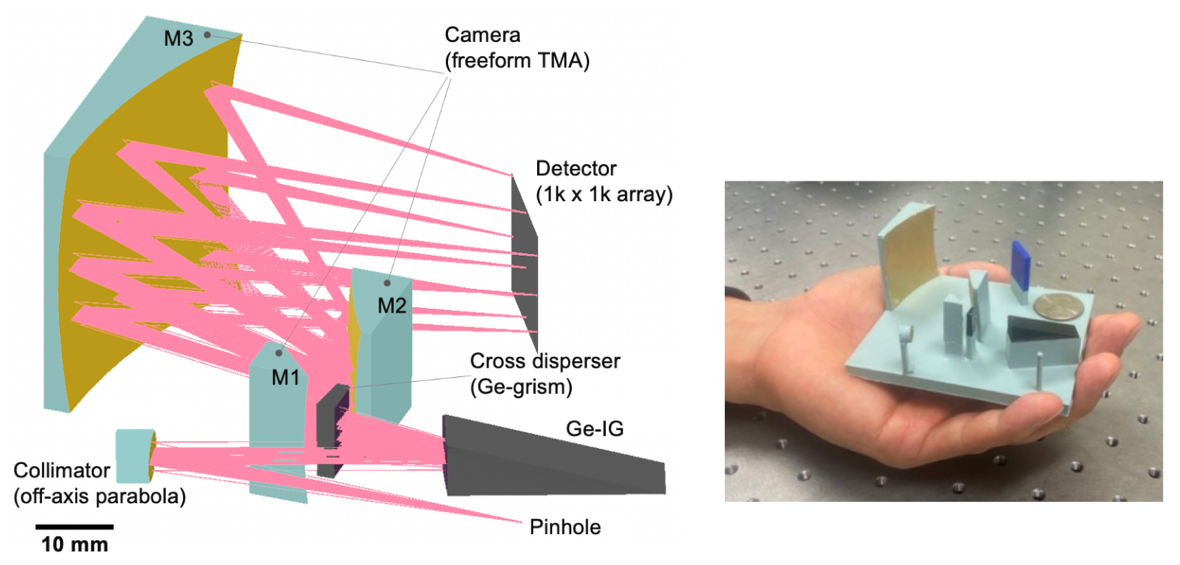 M3
Camera
(freeform TMA)
Detector
(1k x 1k array)
M2
M1
Cross disperser
(Ge-grism)
Ge-IG
Collimator
(off-axis parabola)
Pinhole
10 mm